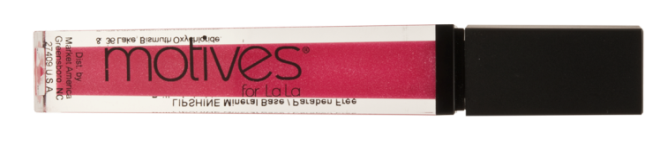 & 36 Lake, Bismuth Oxychloride
motives®
for La La
LIPSHINE Mineral Base / Paraben Free
Dist. by
Market America
Greensboro, NC
27409 U.S.A.